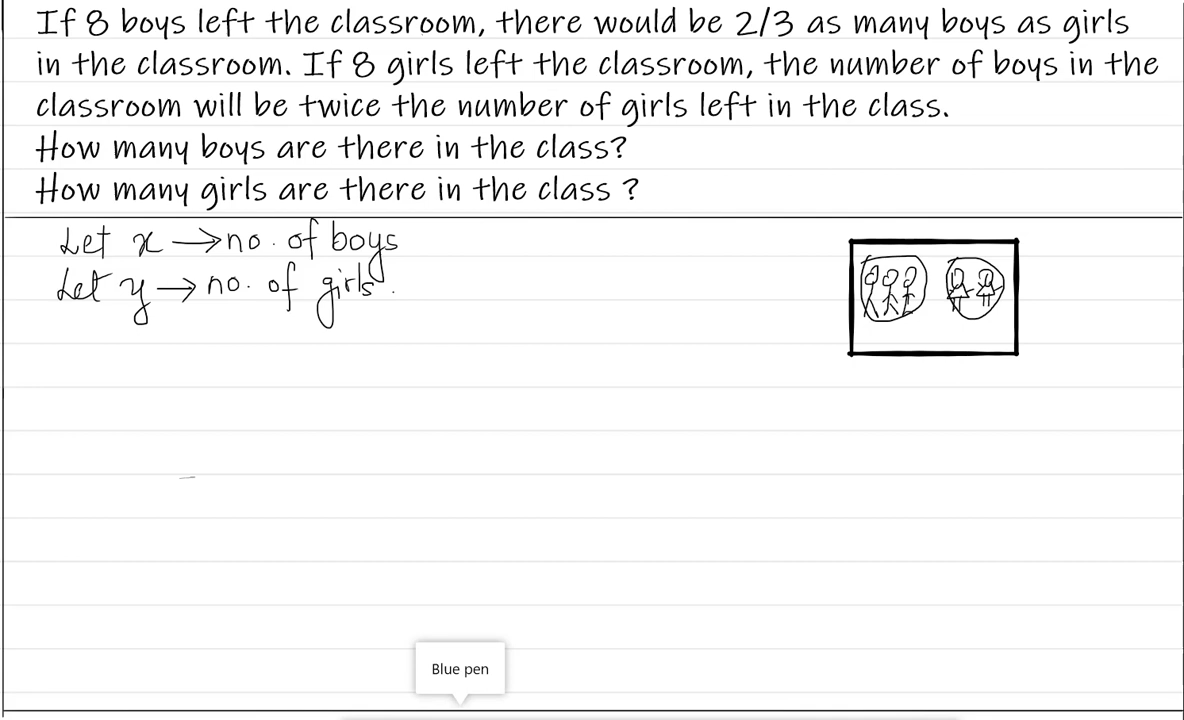 If 8 boys left the classroom, there would be 2/3 as many boys as girls
in the classroom. If 8 girls left the classroom, the number of boys in the
classroom will be twice the number of girls left in the class.
How many boys are there in the class?
How many girls are there in the class ?
Let x → no. of boys
Let y → no. of girls.
Blue pen